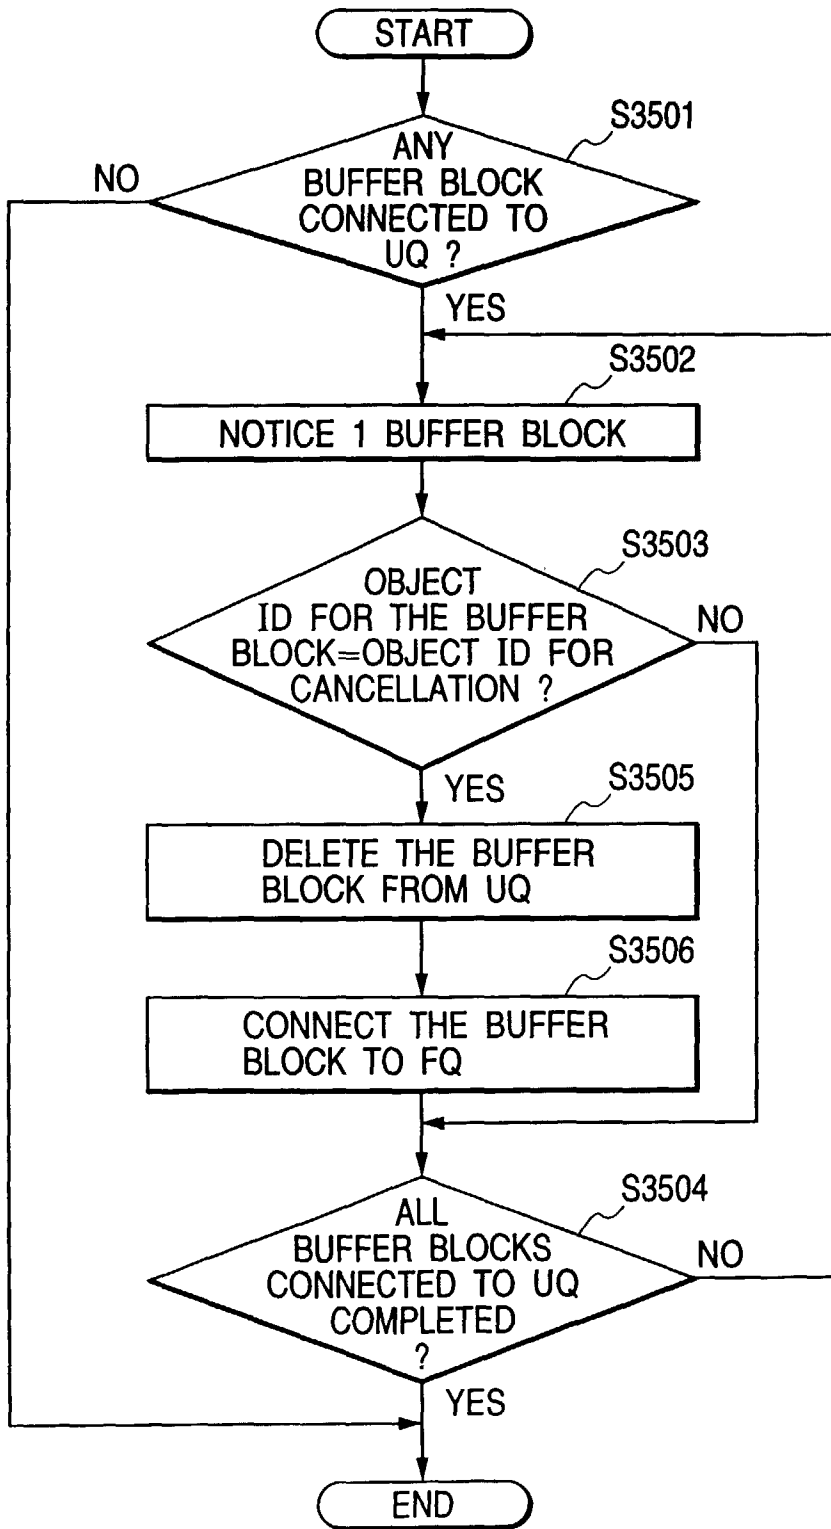 START
S3501
ANY
BUFFER BLOCK
CONNECTED TO
UQ ?
NO
YES
S3502
NOTICE 1 BUFFER BLOCK
S3503
OBJECT
ID FOR THE BUFFER
BLOCK=OBJECT ID FOR
CANCELLATION ?
NO
YES
S3505
DELETE THE BUFFER
BLOCK FROM UQ
S3506
CONNECT THE BUFFER
BLOCK TO FQ
S3504
ALL
BUFFER BLOCKS
CONNECTED TO UQ
COMPLETED
?
NO
YES
END